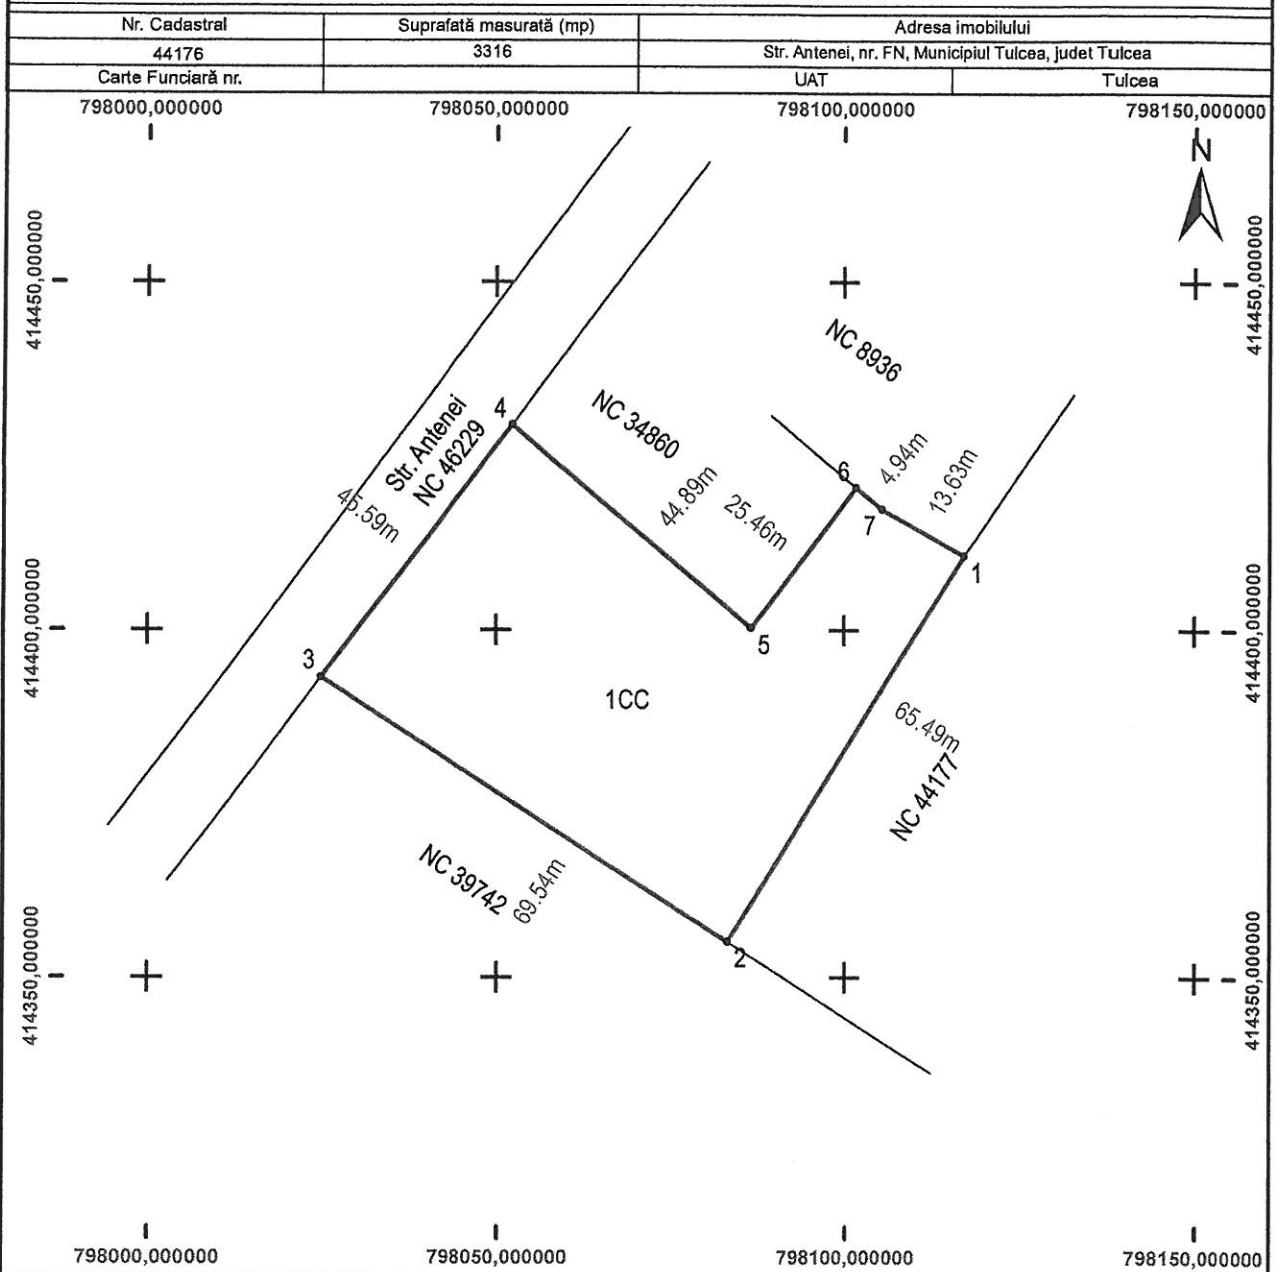 Nr. Cadastral
Suprafată masurată (mp)
Adresa imobilului
44176
3316
Str. Antenei, nr. FN, Municipiul Tulcea, judet Tulcea
Carte Funciară nr.
UAT
Tulcea
798000,000000
798050,000000
798100,000000
798150,000000
N
414450,000000
414450,000000
NC 8936
NC 34860
4
Str. Antenei
NC 46229
45.59m
44.89m
25.46m
6
4.94m
13.63m
7
1
414400,000000
414400,000000
3
5
1CC
65.49m
NC 44177
NC 39742
69.54m
2
414350,000000
414350,000000
798000,000000
798050,000000
798100,000000
798150,000000